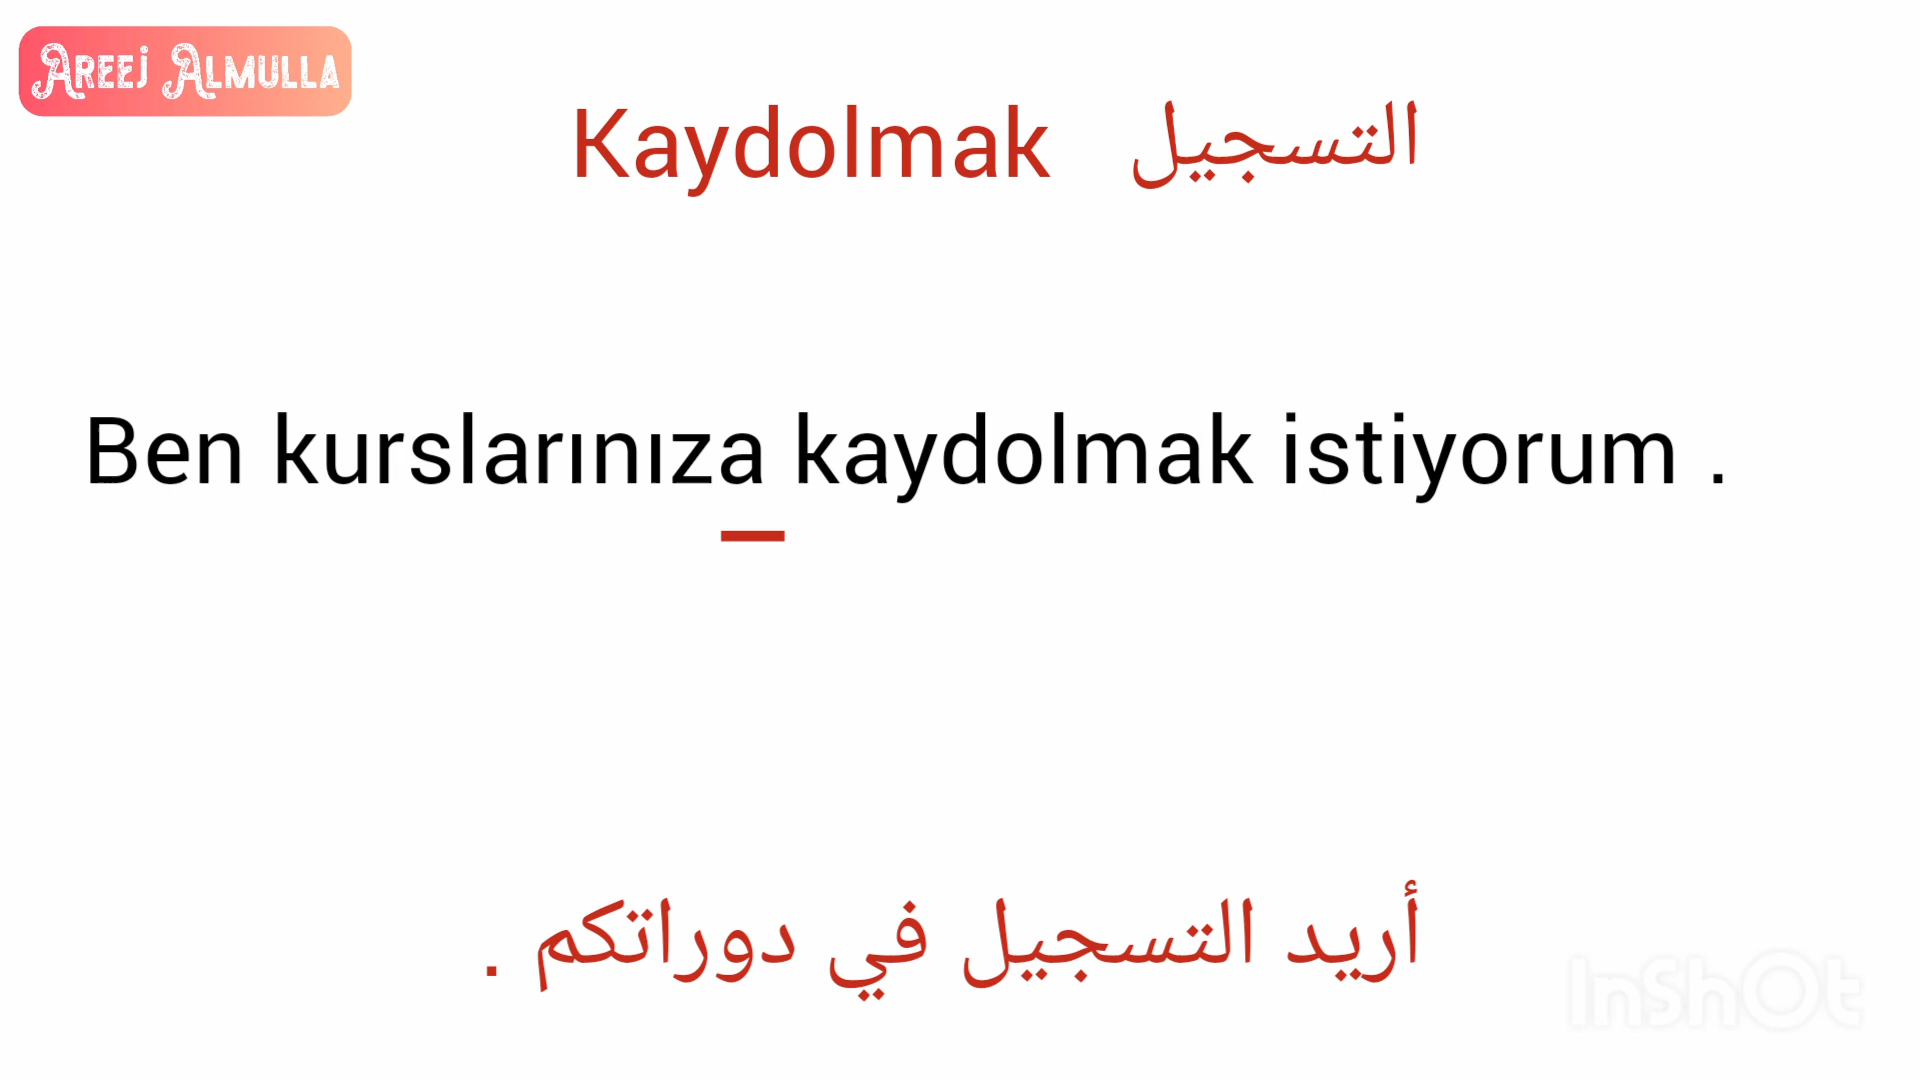 Areej Almulla
Kaydolmak التسجيل
Ben kurslarınıza kaydolmak istiyorum .
أريد التسجيل في دوراتكم .
InShOt